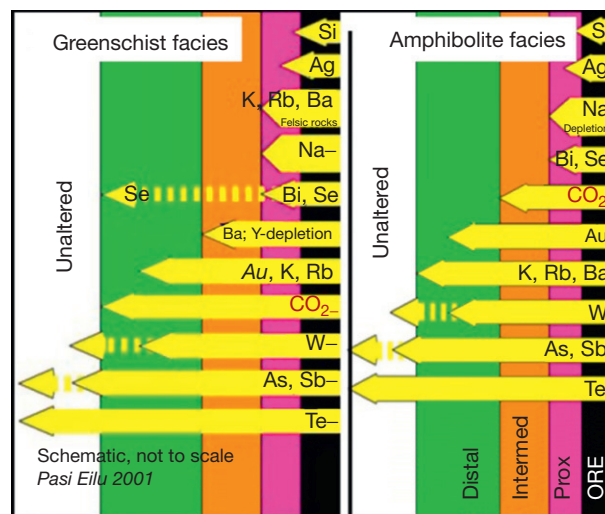 Greenschist facies
Si
Ag
K, Rb, Ba
Felsic rocks
Na–
Se
Bi, Se
Ba; Y-depletion
Au, K, Rb
CO2–
W–
As, Sb–
Te–
Unaltered
Schematic, not to scale
Pasi Eilu 2001
Amphibolite facies
S
Ag
Na
Depletion
Bi, Se
CO2
Au
K, Rb, Ba
W
As, Sb
Te
Unaltered
Distal
Intermed
Prox
ORE